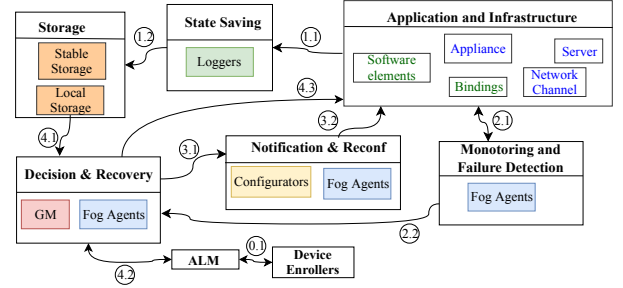 Storage
Stable
Storage
Local
Storage
1.2
State Saving
Loggers
1.1
Application and Infrastructure
Software
elements
Appliance
Server
Bindings
Network
Channel
4.1
4.3
3.2
2.1
Decision & Recovery
GM
Fog Agents
3.1
Notification & Reconf
Configurators
Fog Agents
Monotoring and
Failure Detection
Fog Agents
2.2
4.2
ALM
0.1
Device
Enrollers